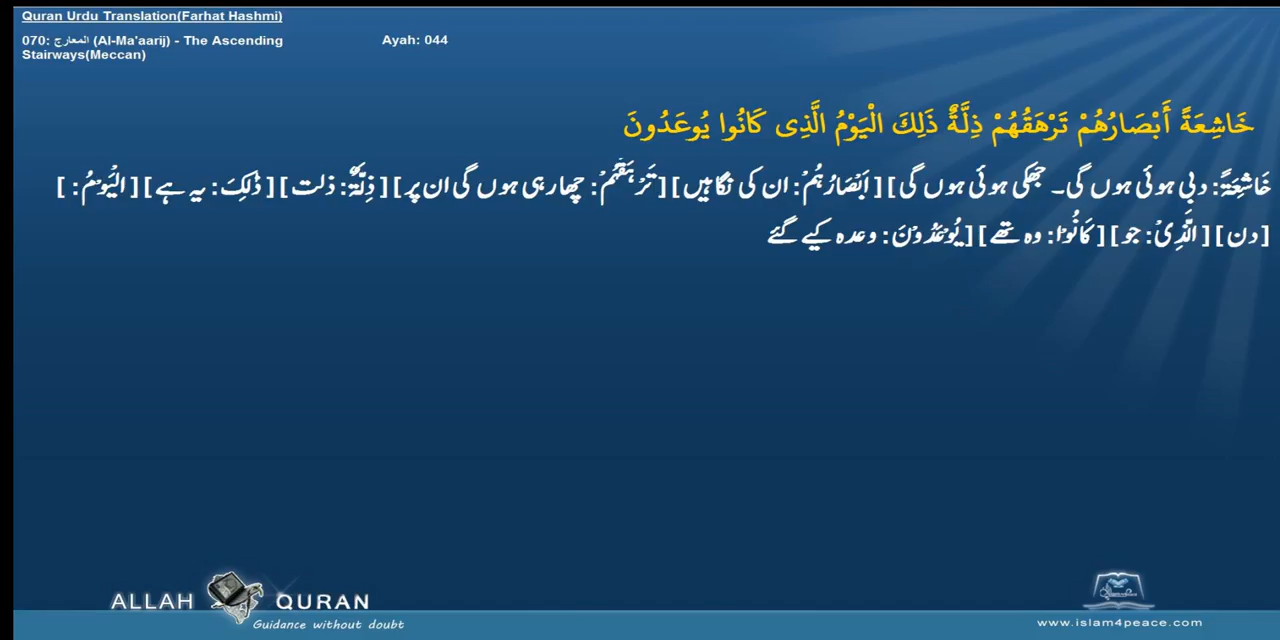 Quran Urdu Translation(Farhat Hashmi)
070: المعارج (Al-Ma'aarij) - The Ascending
Stairways(Meccan)
Ayah: 044
خَاشِعَةً أَبْصَارُهُمْ تَرْهَقُهُمْ ذِلَّةٌ ذَلِكَ الْيَوْمُ الَّذِى كَانُوا يُوعَدُونَ
خَاشِعَۃً: دبی ہوئی ہوں گی۔ جھکی ہوئی ہوں گی] [اَبۡصَارُہُمۡ: ان کی نگاہیں] [تَرۡہَقُہُمۡ: چھا رہی ہوں گی ان پر] [ذِلَّۃٌ: ذلت] [ذٰلِکَ: یہ ہے] [الۡیَوۡمُ: ]
[دن] [الَّذِیۡ: جو] [کَانُوۡا: وہ تھے] [یُوۡعَدُوۡنَ: وعدہ کیے گئے
ALLAH QURAN
Guidance without doubt
www.islam4peace.com